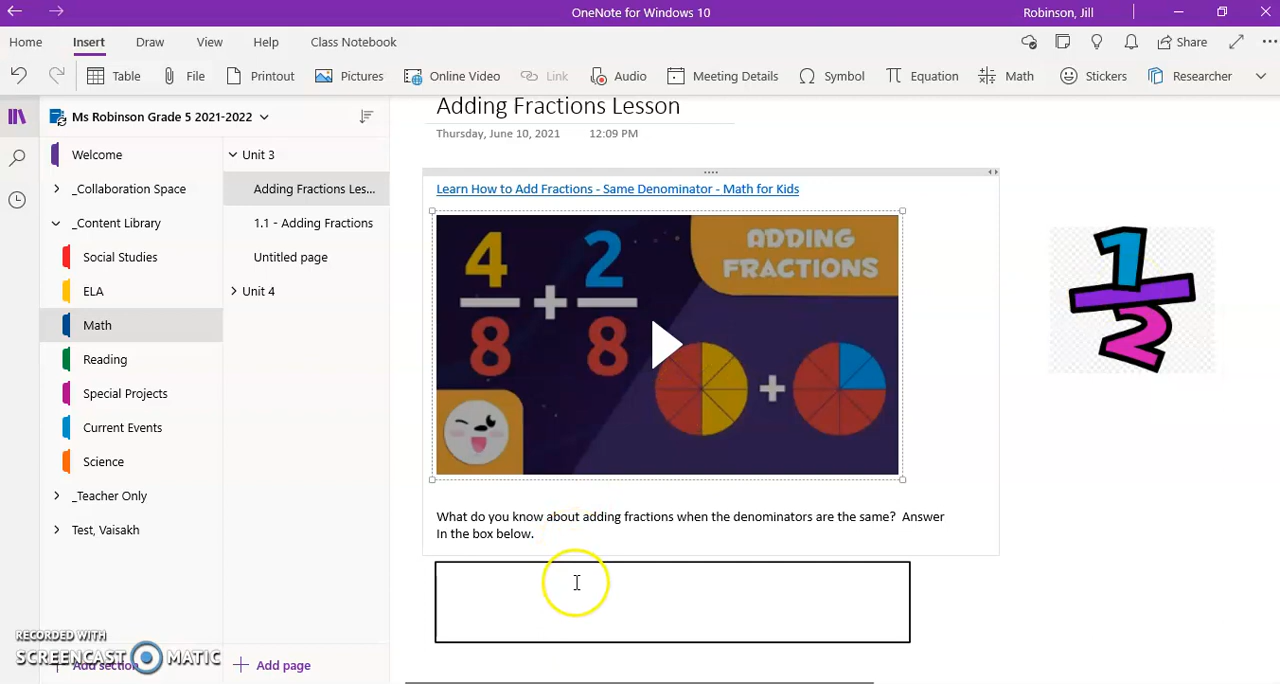 OneNote for Windows 10
Robinson, Jill
Home
Insert
Draw
View
Help
Class Notebook
Share
Table
File
Printout
Pictures
Online Video
Link
Audio
Meeting Details
Symbol
Equation
Math
Stickers
Researcher
Ms Robinson Grade 5 2021-2022
Welcome
_Collaboration Space
_Content Library
Social Studies
ELA
Math
Reading
Special Projects
Current Events
Science
_Teacher Only
Test, Vaisakh
Add section
Unit 3
Adding Fractions Les...
1.1 - Adding Fractions
Untitled page
Unit 4
Add page
Adding Fractions Lesson
Thursday, June 10, 2021 12:09 PM
Learn How to Add Fractions - Same Denominator - Math for Kids
ADDING
FRACTIONS
4 2
+
8 8
+
What do you know about adding fractions when the denominators are the same? Answer
In the box below.
1
2
RECORDED WITH
SCREENCAST MATIC